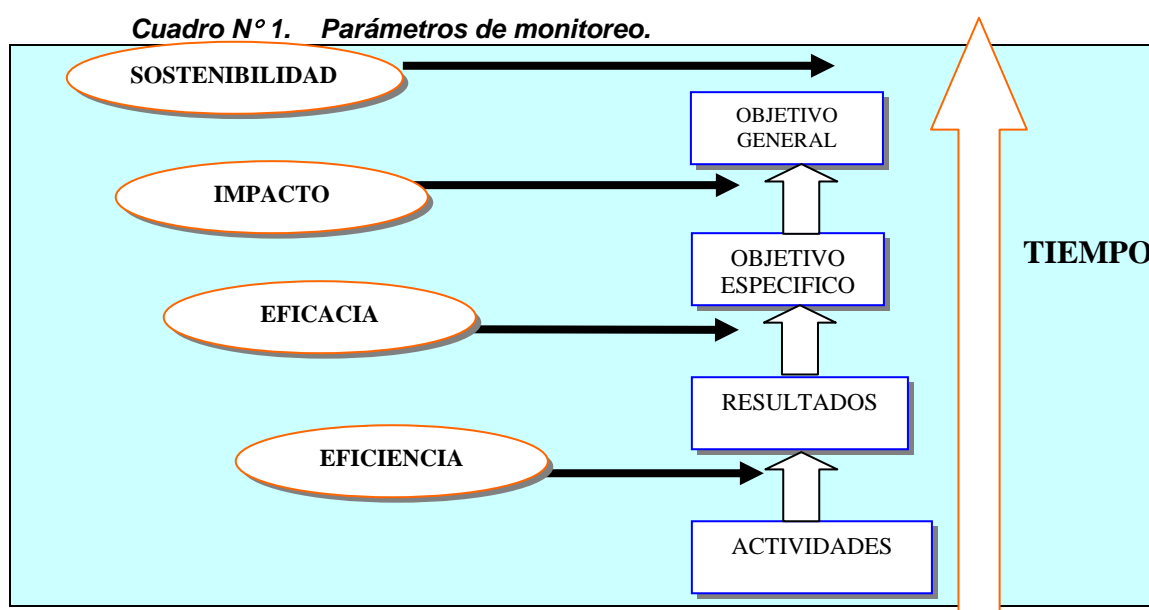 Cuadro N° 1. Parámetros de monitoreo.
SOSTENIBILIDAD
OBJETIVO
GENERAL
IMPACTO
OBJETIVO
ESPECIFICO
TIEMPO
EFICACIA
RESULTADOS
EFICIENCIA
ACTIVIDADES